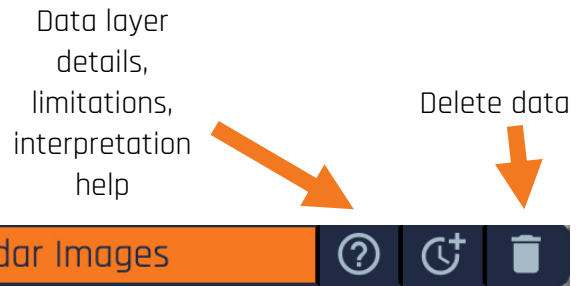 Data layer
details,
limitations,
interpretation
help
Delete data
dar Images